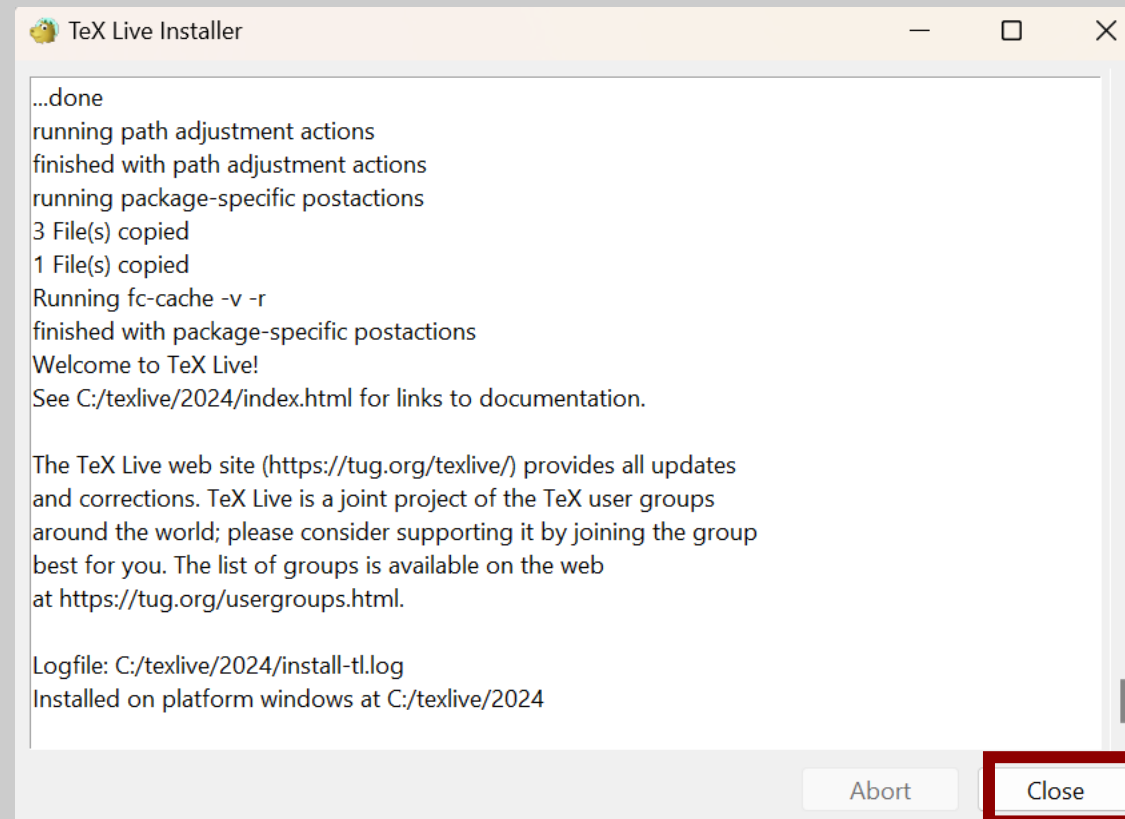 TeX Live Installer
...done
running path adjustment actions
finished with path adjustment actions
running package-specific postactions
3 File(s) copied
1 File(s) copied
Running fc-cache -v -r
finished with package-specific postactions
Welcome to TeX Live!
See C:/texlive/2024/index.html for links to documentation.
The TeX Live web site (https://tug.org/texlive/) provides all updates
and corrections. TeX Live is a joint project of the TeX user groups
around the world; please consider supporting it by joining the group
best for you. The list of groups is available on the web
at https://tug.org/usergroups.html.
Logfile: C:/texlive/2024/install-tl.log
Installed on platform windows at C:/texlive/2024
Abort
Close